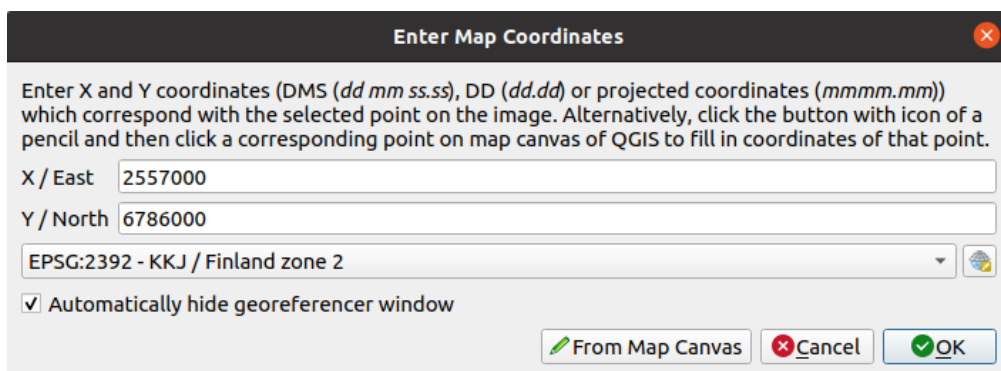 Enter Map Coordinates
Enter X and Y coordinates (DMS (dd mm ss.ss), DD (dd.dd) or projected coordinates (mmmm.mm))
which correspond with the selected point on the image. Alternatively, click the button with icon of a
pencil and then click a corresponding point on map canvas of QGIS to fill in coordinates of that point.
X / East 2557000
Y / North 6786000
EPSG:2392 - KKJ / Finland zone 2
Automatically hide georeferencer window
From Map Canvas Cancel OK